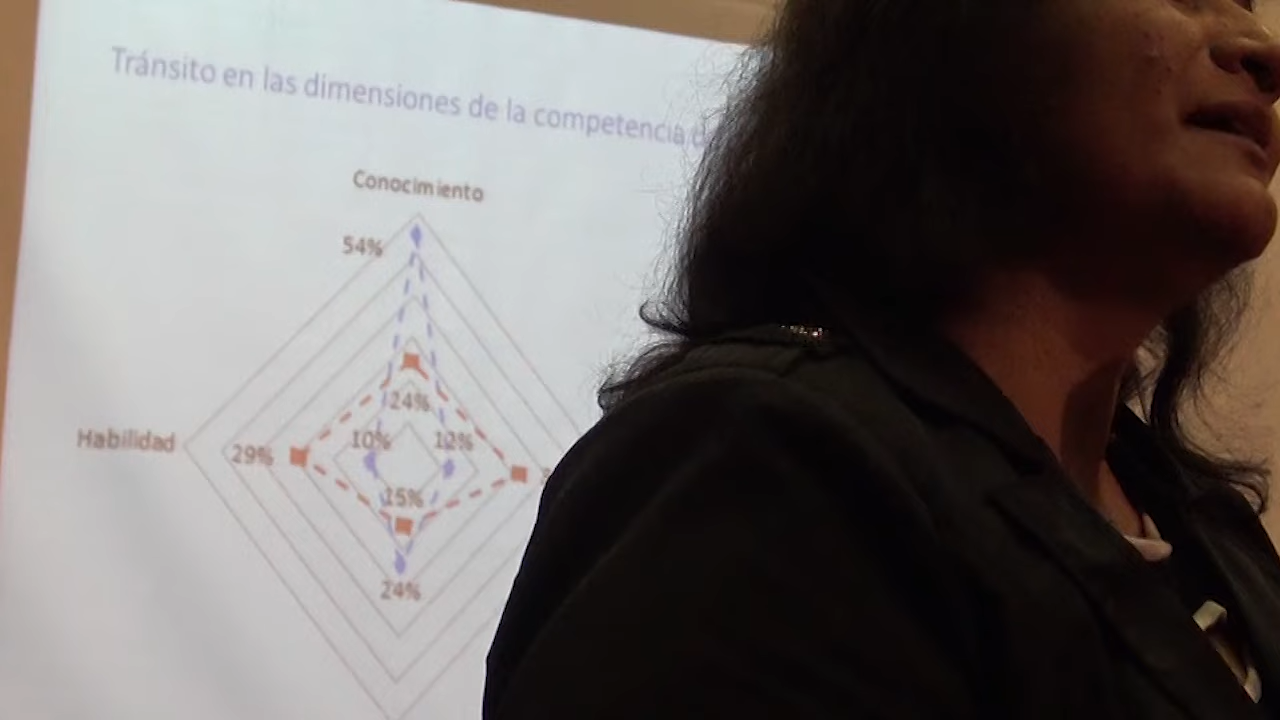 Tránsito en las dimensiones de la competencia
Conocimiento
54%
24%
Habilidad
29%
10%
12%
15%
24%